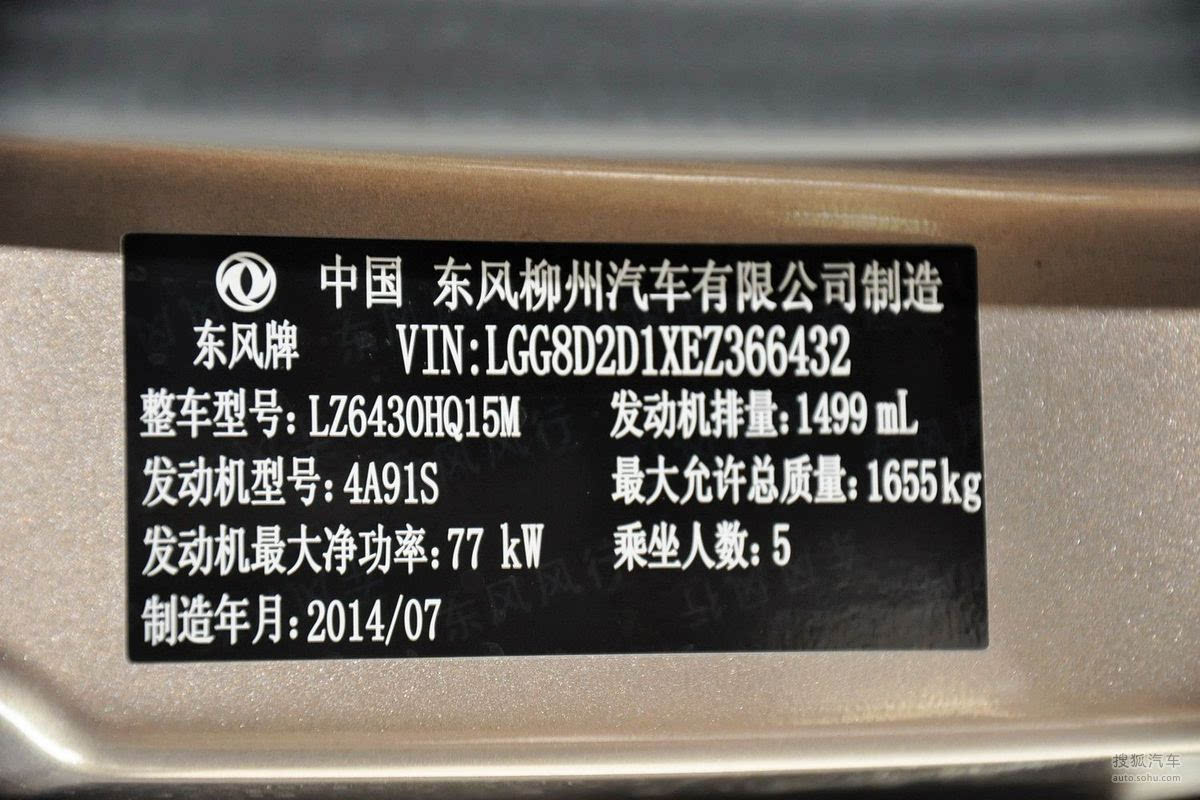 中国 东风柳州汽车有限公司制造
东风牌 VIN:LGG8D2D1XEZ366432
整车型号:LZ6430HQ15M 发动机排量:1499 mL
发动机型号:4A91S 最大允许总质量:1655kg
发动机最大净功率:77 kW 乘坐人数:5
制造年月:2014/07
搜狐汽车
auto.sohu.com